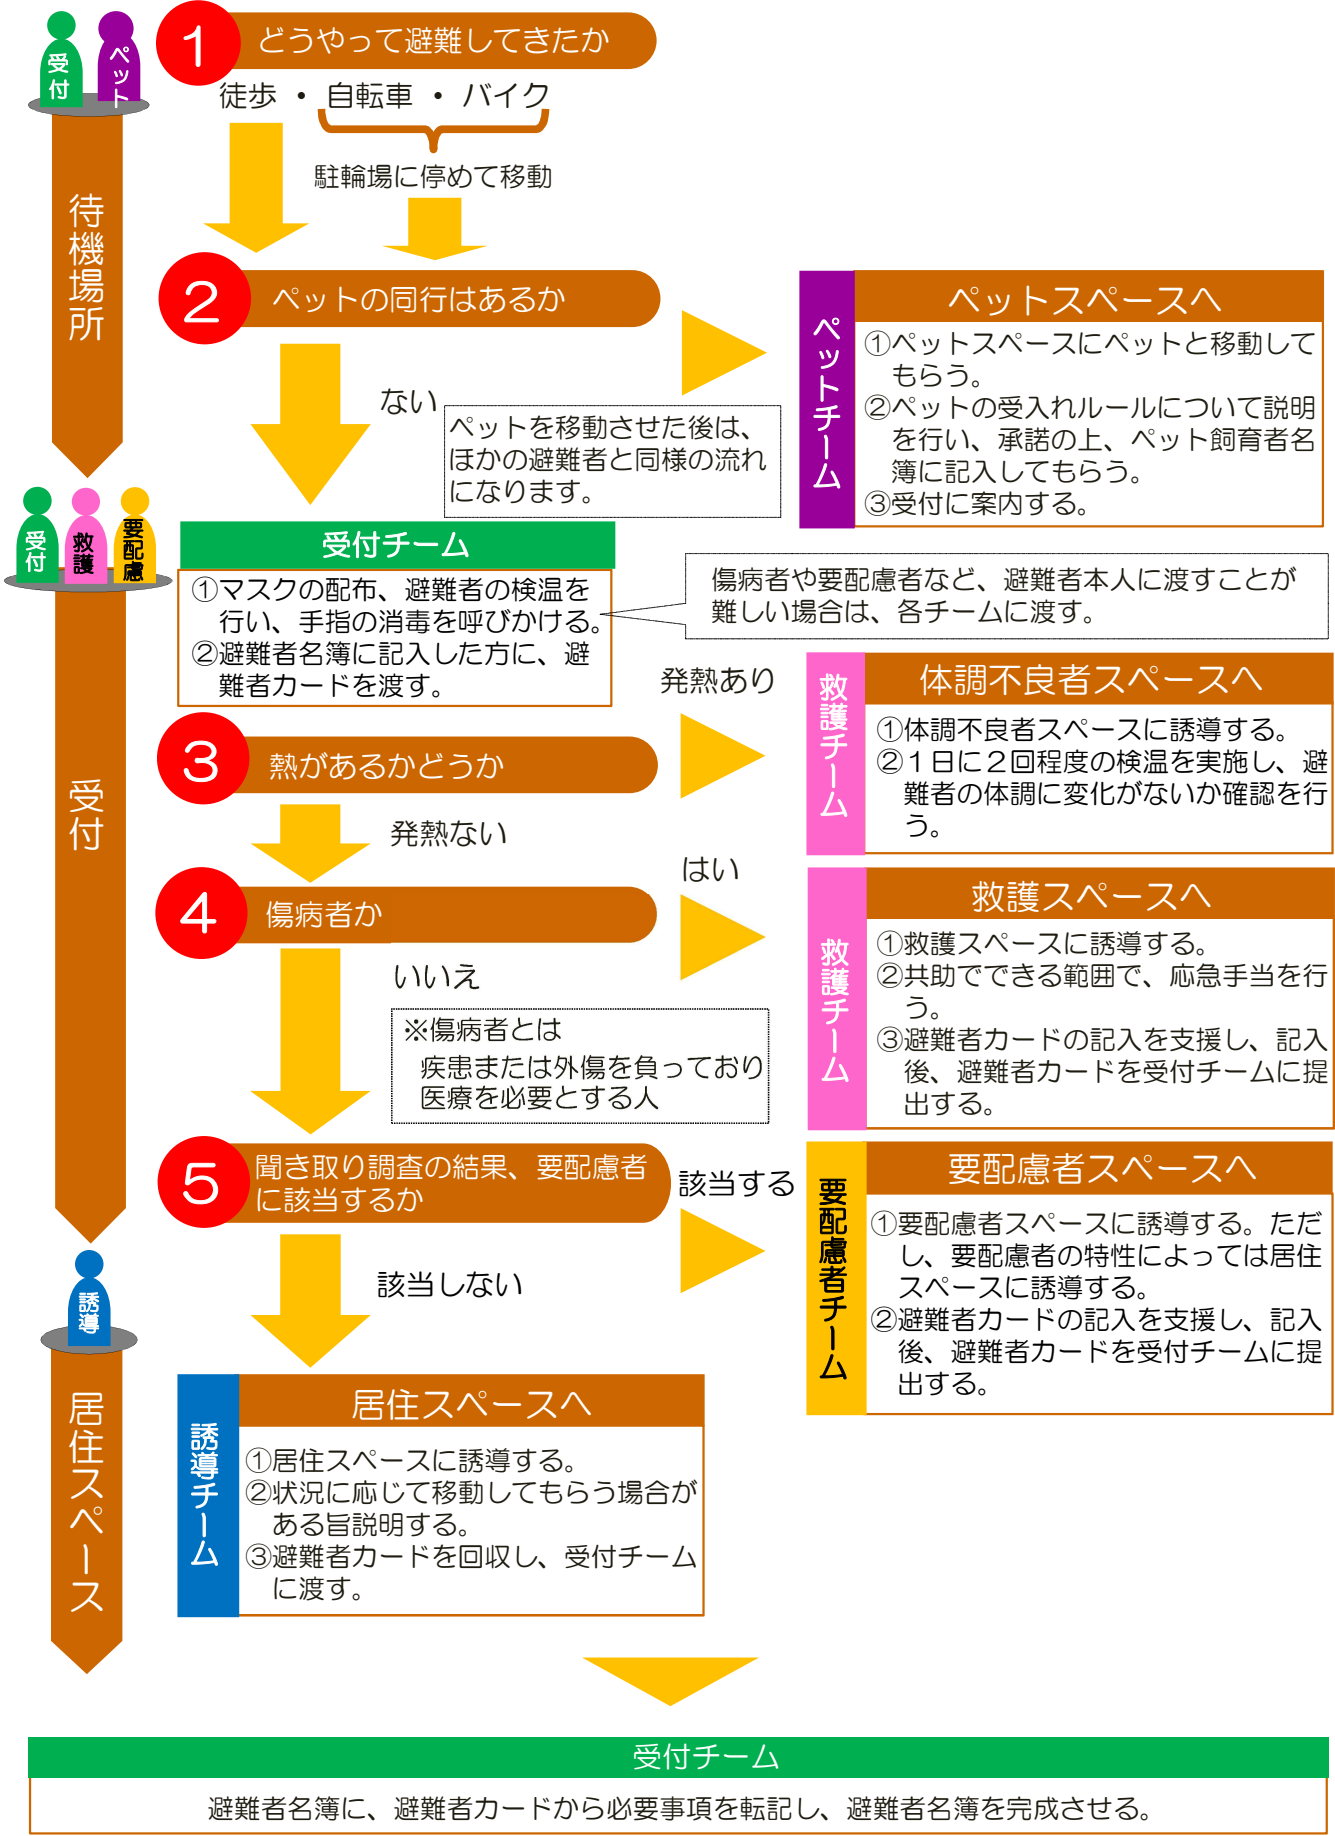 受付
ペット
1
どうやって避難してきたか
徒歩 ・ 自転車 ・ バイク
駐輪場に停めて移動
待機場所
2
ペットの同行はあるか
ない
ペットを移動させた後は、
ほかの避難者と同様の流れ
になります。
ペットチーム
ペットスペースへ
①ペットスペースにペットと移動して
もらう。
②ペットの受入れルールについて説明
を行い、承諾の上、ペット飼育者名
簿に記入してもらう。
③受付に案内する。
受付
救護
要配慮
受付チーム
①マスクの配布、避難者の検温を
行い、手指の消毒を呼びかける。
②避難者名簿に記入した方に、避
難者カードを渡す。
傷病者や要配慮者など、避難者本人に渡すことが
難しい場合は、各チームに渡す。
受付
3
熱があるかどうか
発熱あり
発熱ない
救護チーム
体調不良者スペースへ
①体調不良者スペースに誘導する。
②１日に２回程度の検温を実施し、避
難者の体調に変化がないか確認を行
う。
4
傷病者か
はい
いいえ
※傷病者とは
疾患または外傷を負っており
医療を必要とする人
救護チーム
救護スペースへ
①救護スペースに誘導する。
②共助でできる範囲で、応急手当を行
う。
③避難者カードの記入を支援し、記入
後、避難者カードを受付チームに提
出する。
5
聞き取り調査の結果、要配慮者
に該当するか
該当する
該当しない
要配慮者チーム
要配慮者スペースへ
①要配慮者スペースに誘導する。ただ
し、要配慮者の特性によっては居住
スペースに誘導する。
②避難者カードの記入を支援し、記入
後、避難者カードを受付チームに提
出する。
誘導
居住スペース
誘導チーム
居住スペースへ
①居住スペースに誘導する。
②状況に応じて移動してもらう場合が
ある旨説明する。
③避難者カードを回収し、受付チーム
に渡す。
受付チーム
避難者名簿に、避難者カードから必要事項を転記し、避難者名簿を完成させる。